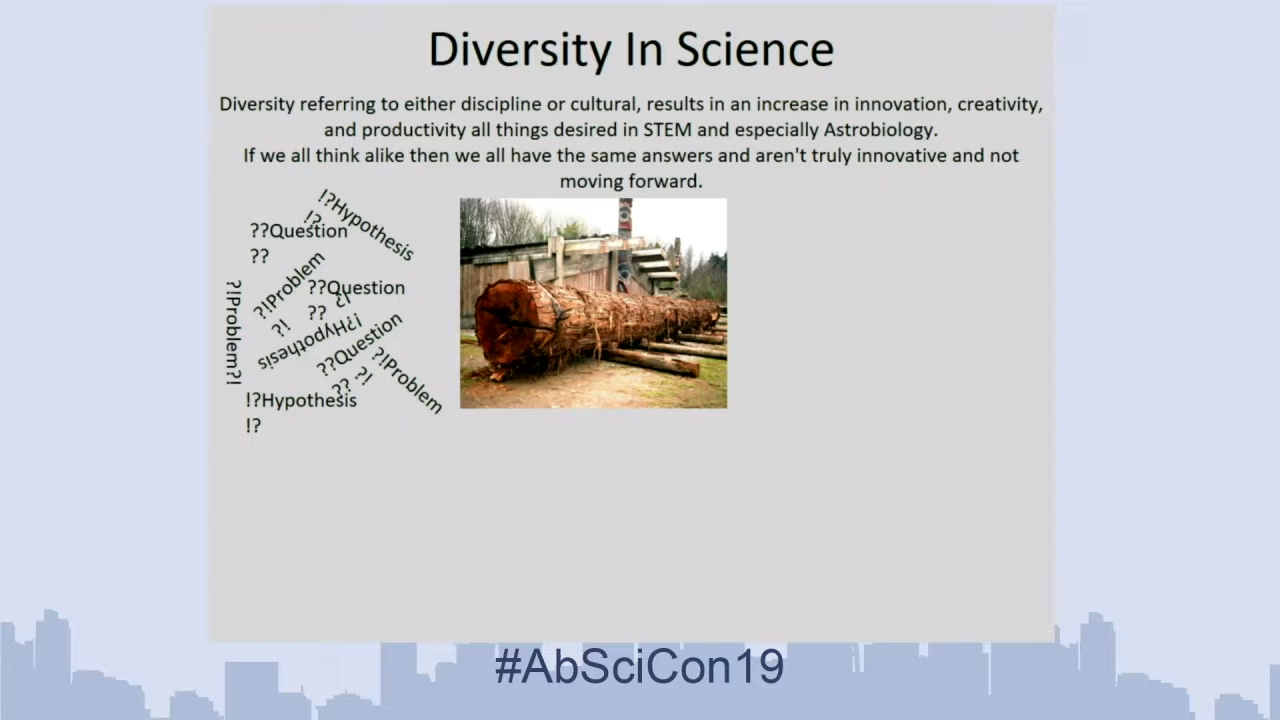 Diversity In Science
Diversity referring to either discipline or cultural, results in an increase in innovation, creativity,
and productivity all things desired in STEM and especially Astrobiology.
If we all think alike then we all have the same answers and aren't truly innovative and not
moving forward.
!?Hypothesis
!?
??Question
??
?!Problem
?!
??Question
??
?!Problem?!
!?Hypothesis
!?
??Question
??
?!Problem
?!
!?Hypothesis
!?
#AbSciCon19